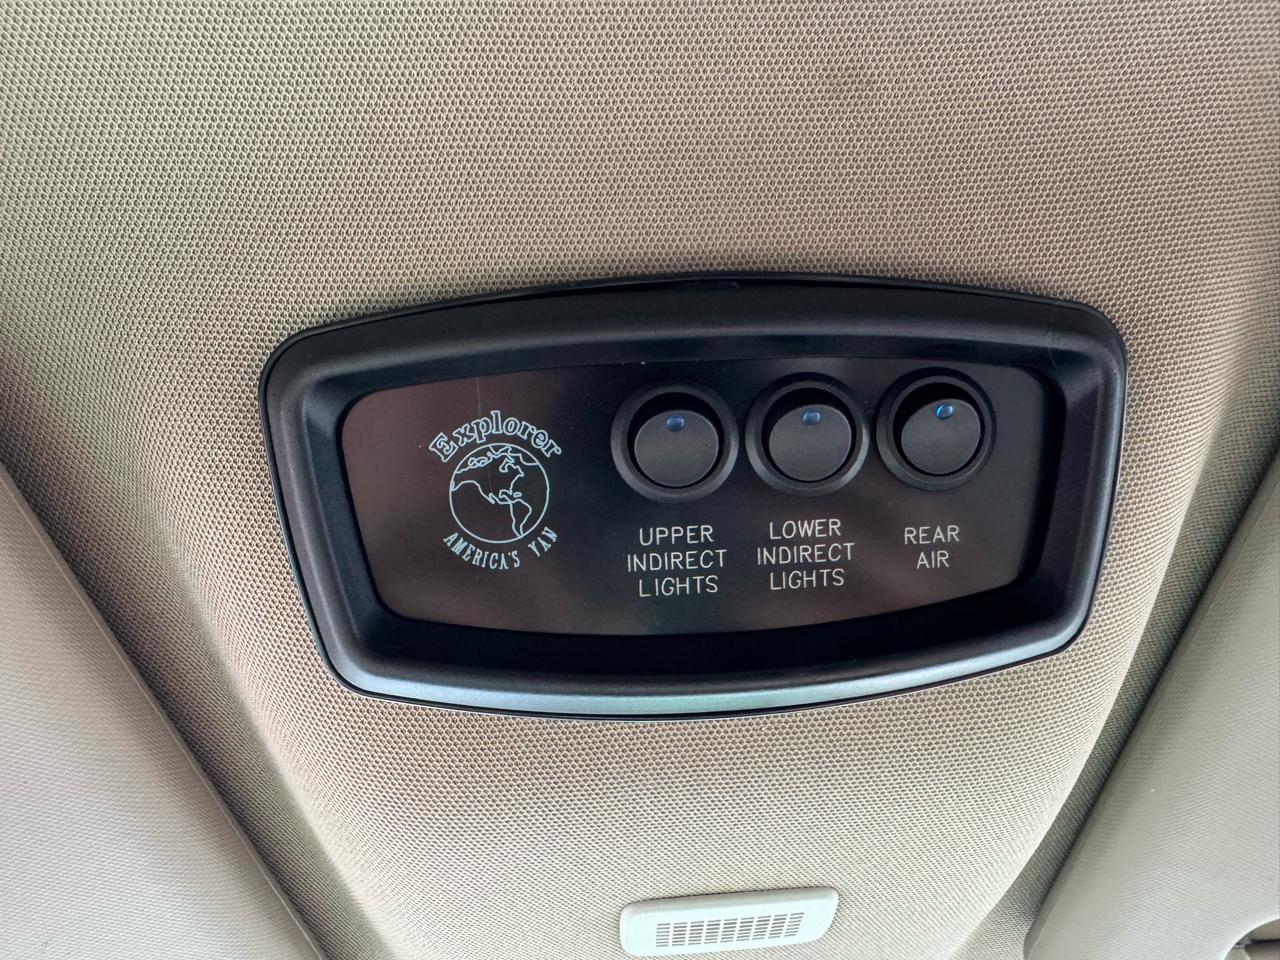 Explorer
AMERICA'S VAN
UPPER
INDIRECT
LIGHTS
LOWER
INDIRECT
LIGHTS
REAR
AIR